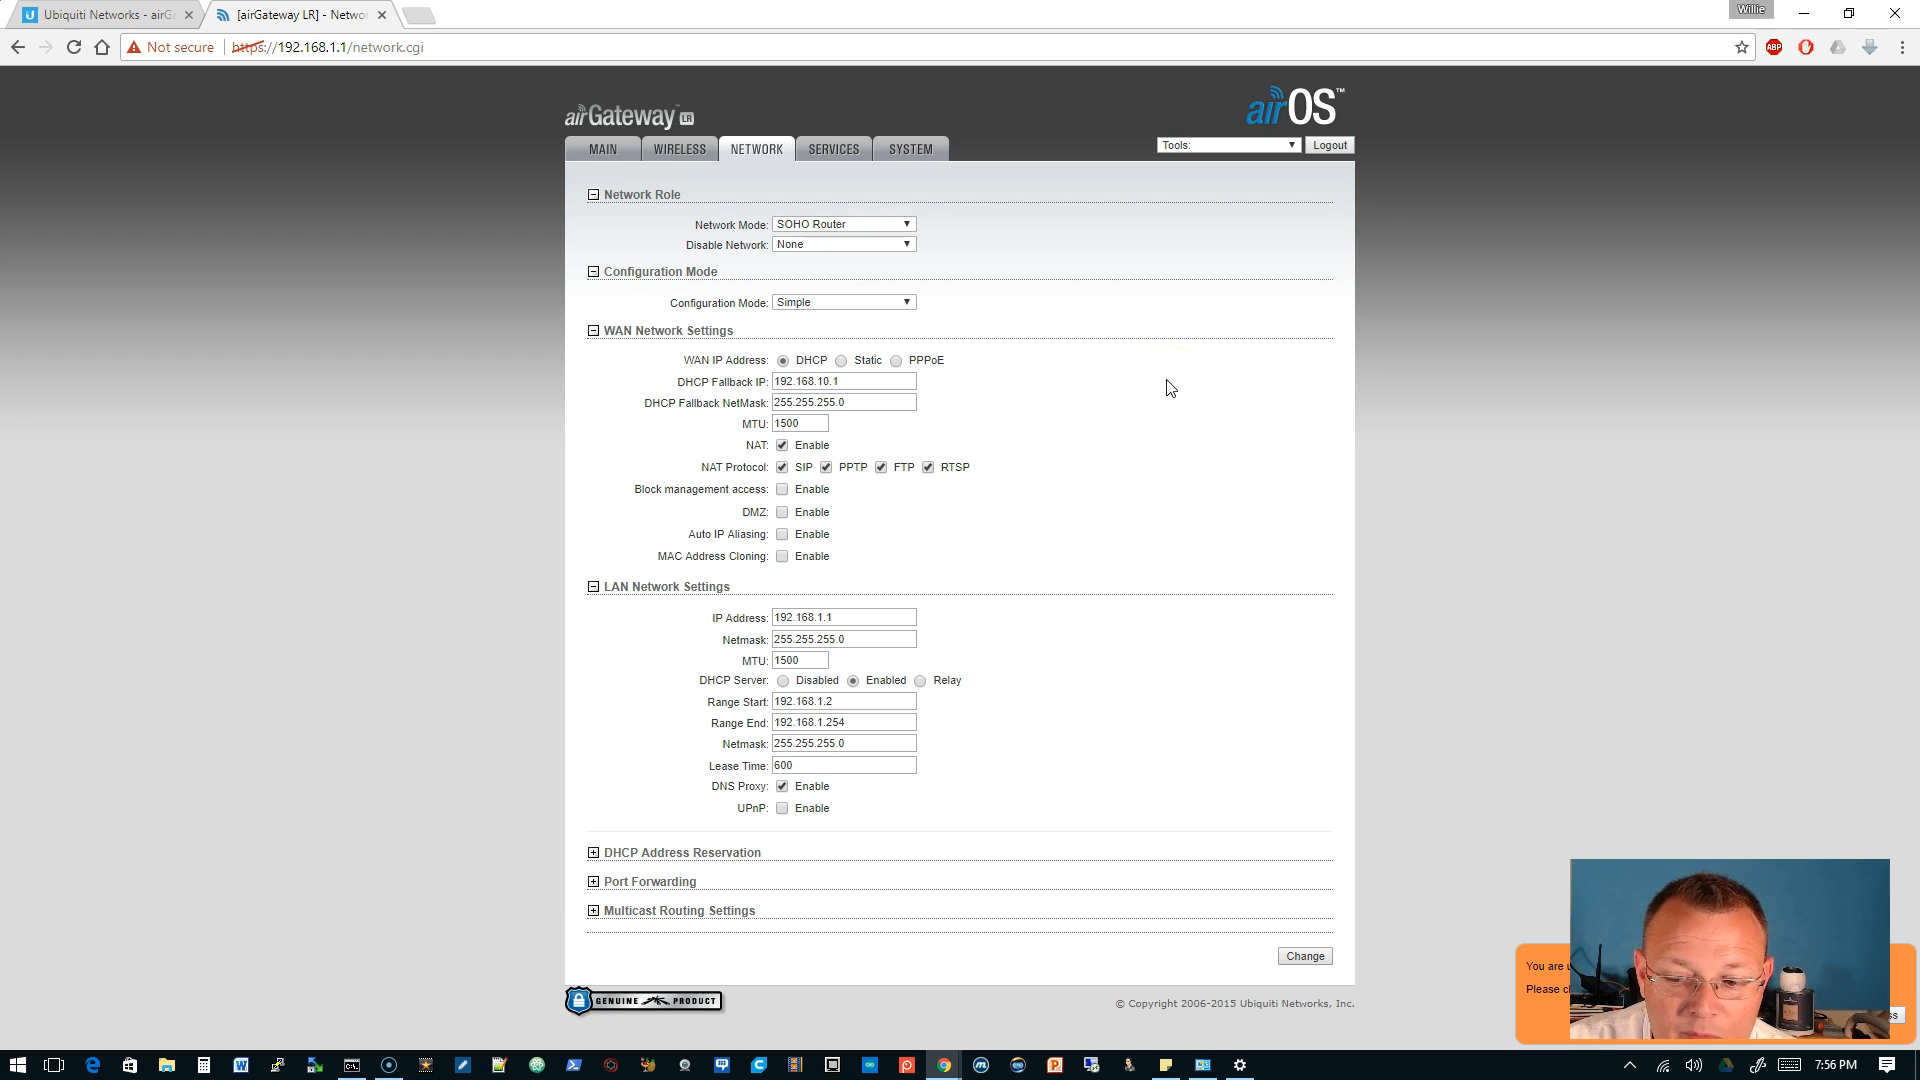 Ubiquiti Networks - airGa
[airGateway LR] - Netwo
Willie
Not secure https://192.168.1.1/network.cgi
ABP
airGateway™ LR
airOS™
MAIN WIRELESS NETWORK SERVICES SYSTEM
Tools: Logout
Network Role
Network Mode: SOHO Router
Disable Network: None
Configuration Mode
Configuration Mode: Simple
WAN Network Settings
WAN IP Address: DHCP Static PPPoE
DHCP Fallback IP: 192.168.10.1
DHCP Fallback NetMask: 255.255.255.0
MTU: 1500
NAT: Enable
NAT Protocol: SIP PPTP FTP RTSP
Block management access: Enable
DMZ: Enable
Auto IP Aliasing: Enable
MAC Address Cloning: Enable
LAN Network Settings
IP Address: 192.168.1.1
Netmask: 255.255.255.0
MTU: 1500
DHCP Server: Disabled Enabled Relay
Range Start: 192.168.1.2
Range End: 192.168.1.254
Netmask: 255.255.255.0
Lease Time: 600
DNS Proxy: Enable
UPnP: Enable
DHCP Address Reservation
Port Forwarding
Multicast Routing Settings
Change
You are u
Please c
ss
GENUINE PRODUCT
© Copyright 2006-2015 Ubiquiti Networks, Inc.
7:56 PM